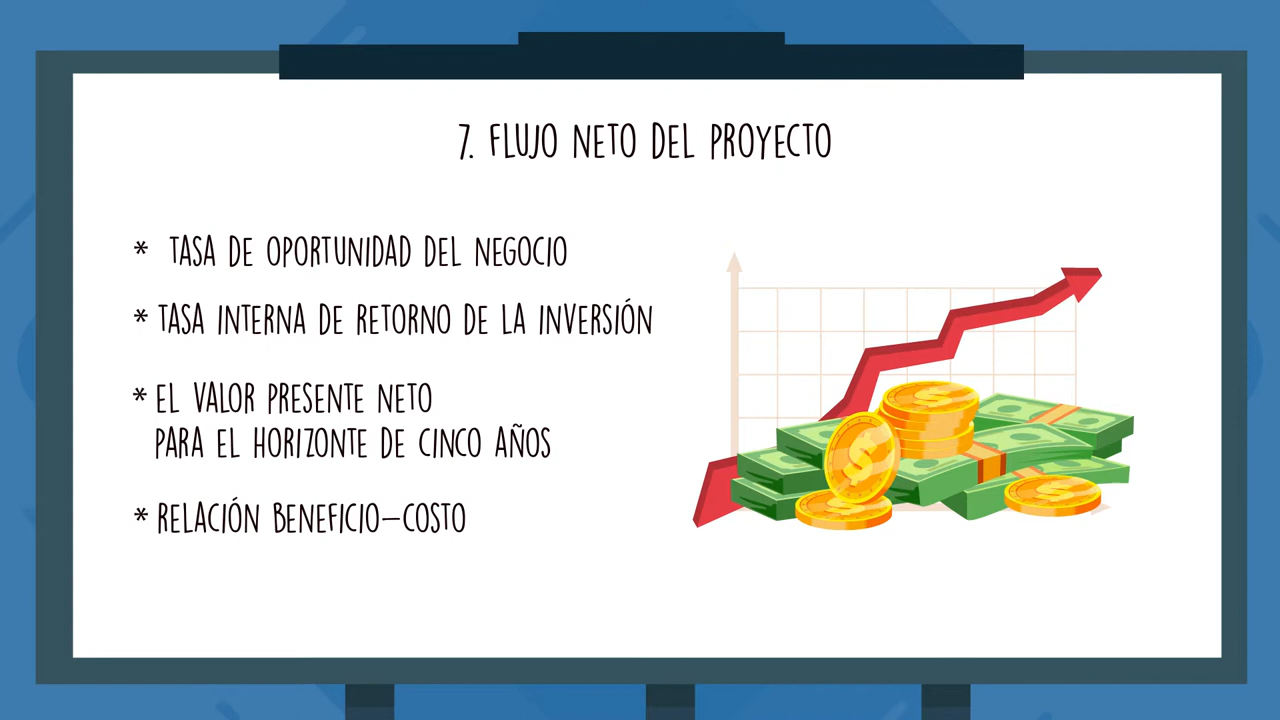 7. FLUJO NETO DEL PROYECTO
* TASA DE OPORTUNIDAD DEL NEGOCIO
* TASA INTERNA DE RETORNO DE LA INVERSIÓN
* EL VALOR PRESENTE NETO
PARA EL HORIZONTE DE CINCO AÑOS
* RELACIÓN BENEFICIO-COSTO